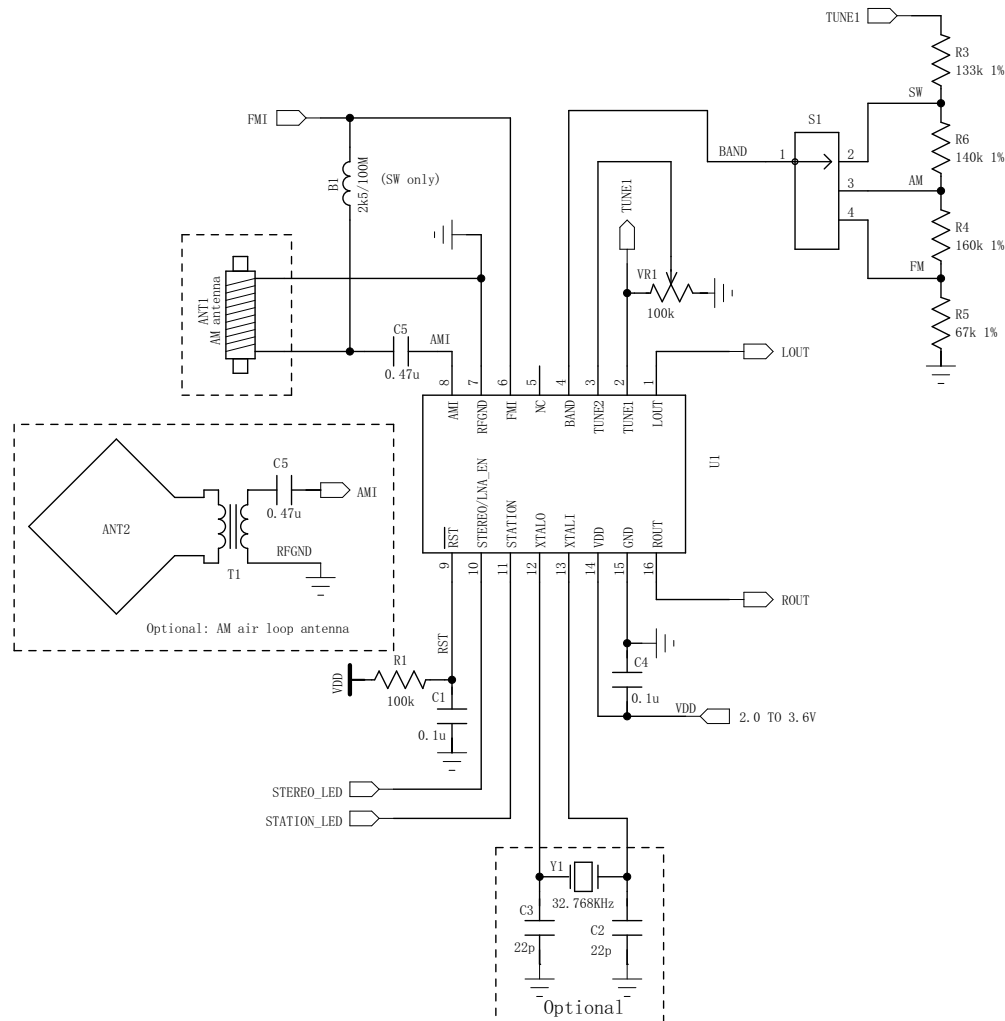 TUNE1
R3
133k 1%
SW
FMI
S1
R6
140k 1%
BAND
1
2
3
4
AM
B1
2k5/100M
(SW only)
TUNE1
R4
160k 1%
FM
VR1
100k
ANT1
AM antenna
R5
67k 1%
C5
0.47u
AMI
LOUT
8
7
6
5
4
3
2
1
AMI
RFGND
FMI
NC
BAND
TUNE2
TUNE1
LOUT
U1
C5
0.47u
AMI
ANT2
RFGND
T1
Optional: AM air loop antenna
RST
STEREO/LNA_EN
STATION
XTALO
XTALI
VDD
GND
ROUT
9
10
11
12
13
14
15
16
ROUT
RST
VDD
R1
100k
C1
0.1u
C4
0.1u
VDD
2.0 TO 3.6V
STEREO_LED
STATION_LED
Y1
32.768KHz
C3
22p
C2
22p
Optional